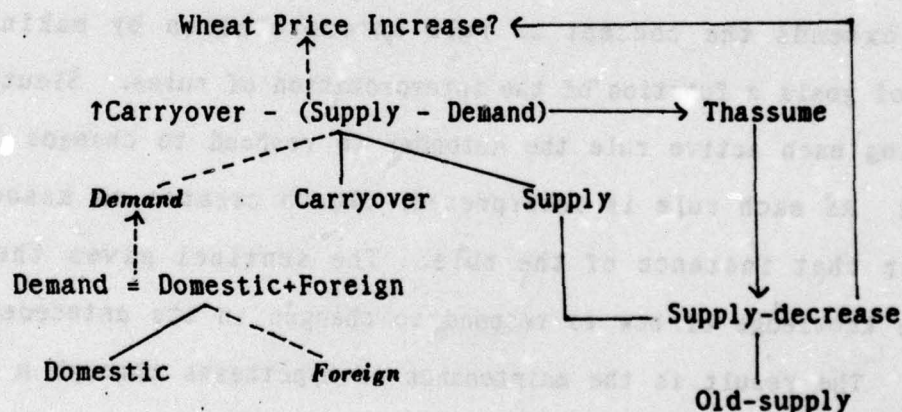 Wheat Price Increase?
↑Carryover - (Supply - Demand)
Thassume
Demand
Carryover
Supply
Demand = Domestic+Foreign
Supply-decrease
Domestic
Foreign
Old-supply